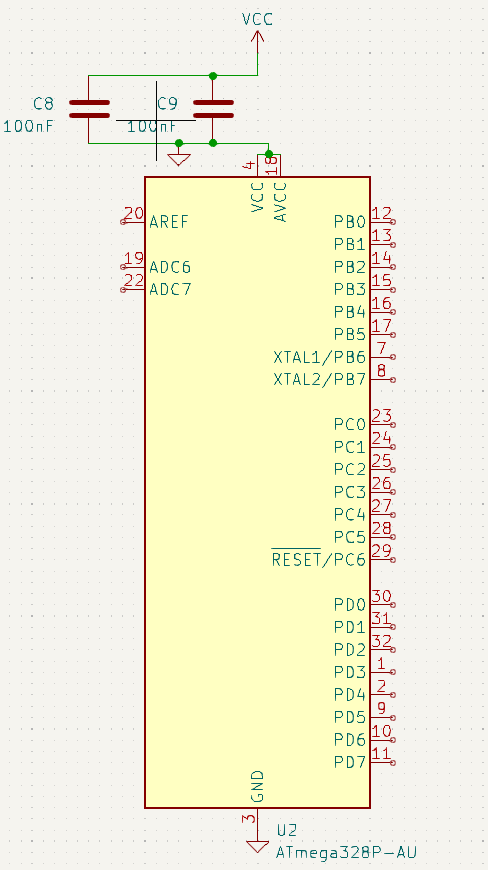 VCC
C8
100nF
C9
100nF
4
18
VCC
AVCC
20
AREF
PB0
12
PB1
13
19
ADC6
PB2
14
22
ADC7
PB3
15
PB4
16
PB5
17
XTAL1/PB6
7
XTAL2/PB7
8
PC0
23
PC1
24
PC2
25
PC3
26
PC4
27
PC5
28
RESET/PC6
29
PD0
30
PD1
31
PD2
32
PD3
1
PD4
2
PD5
9
PD6
10
PD7
11
GND
3
U2
ATmega328P-AU